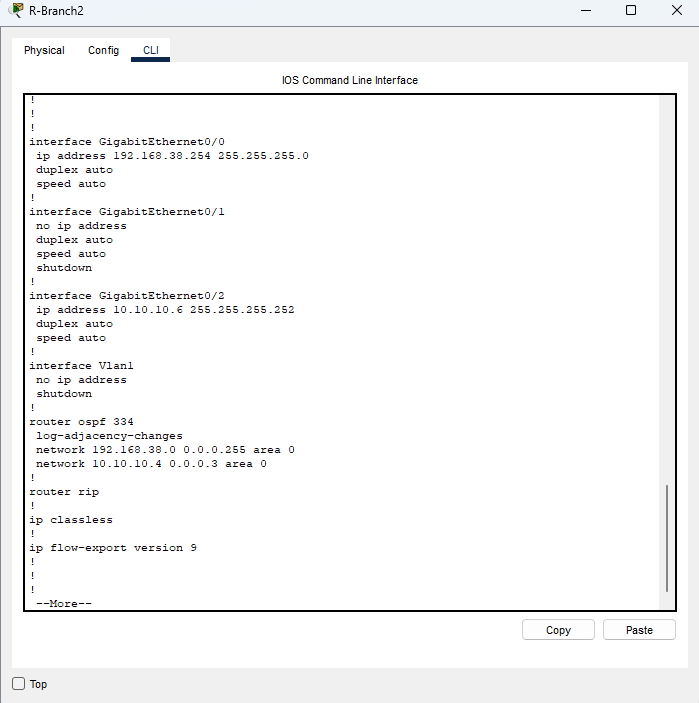 R-Branch2
Physical Config CLI
IOS Command Line Interface
!
!
!
interface GigabitEthernet0/0
 ip address 192.168.38.254 255.255.255.0
 duplex auto
 speed auto
!
interface GigabitEthernet0/1
 no ip address
 duplex auto
 speed auto
 shutdown
!
interface GigabitEthernet0/2
 ip address 10.10.10.6 255.255.255.252
 duplex auto
 speed auto
!
interface Vlan1
 no ip address
 shutdown
!
router ospf 334
 log-adjacency-changes
 network 192.168.38.0 0.0.0.255 area 0
 network 10.10.10.4 0.0.0.3 area 0
!
router rip
!
ip classless
!
ip flow-export version 9
!
!
!
 --More--
Copy Paste
Top